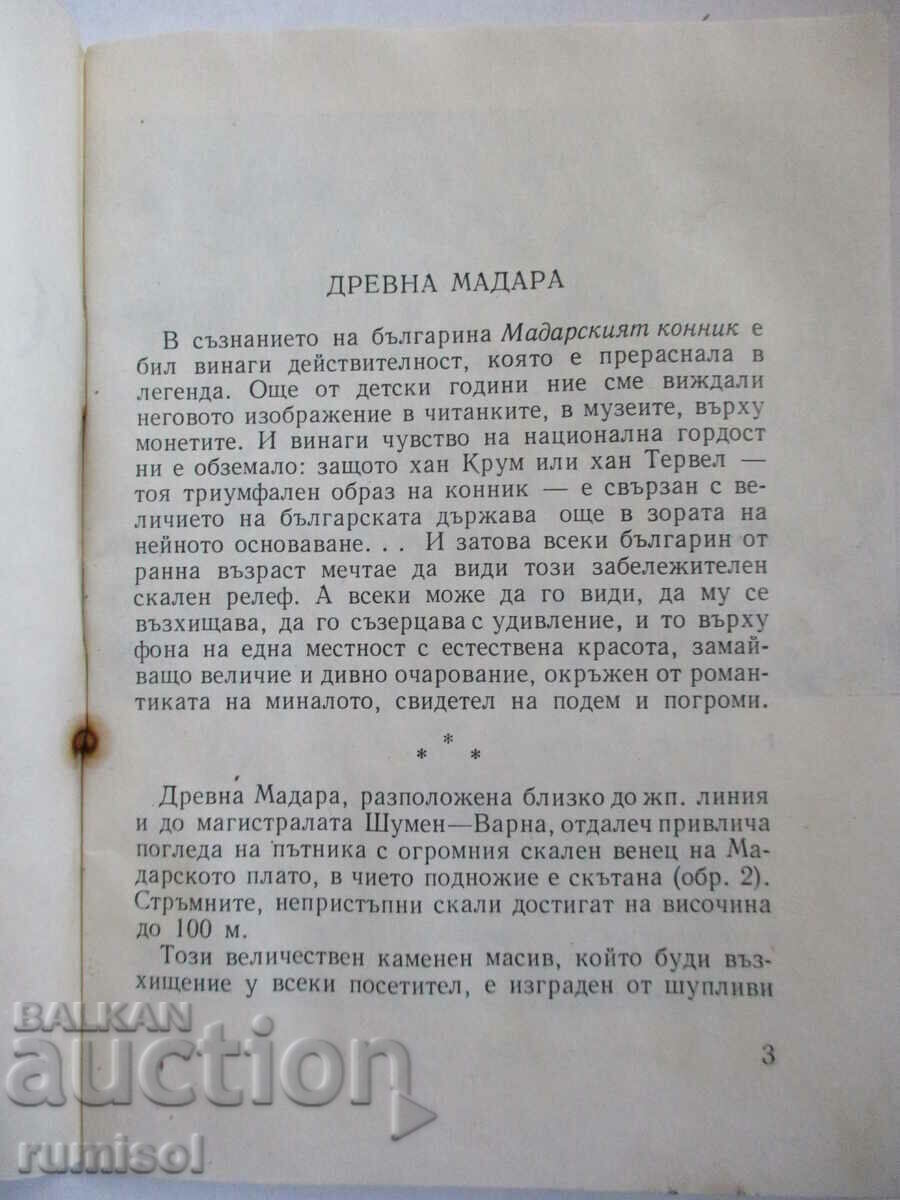 ДРЕВНА МАДАРА
В съзнанието на българина Мадарският конник е
бил винаги действителност, която е прераснала в
легенда. Още от детски години ние сме виждали
неговото изображение в читанките, в музеите, върху
монетите. И винаги чувство на национална гордост
ни е обземало: защото хан Крум или хан Тервел —
тоя триумфален образ на конник — е свързан с ве-
личието на българската държава още в зората на
нейното основаване. . . И затова всеки българин от
ранна възраст мечтае да види този забележителен
скален релеф. А всеки може да го види, да му се
възхищава, да го съзерцава с удивление, и то върху
фона на една местност с естествена красота, замай-
ващо величие и дивно очарование, окръжен от роман-
тиката на миналото, свидетел на подем и погроми.
* * *
Древна Мадара, разположена близко до жп. линия
и до магистралата Шумен—Варна, отдалеч привлича
погледа на пътника с огромния скален венец на Ма-
дарското плато, в чието подножие е скътана (обр. 2).
Стръмните, непристъпни скали достигат на височина
до 100 м.
Този величествен каменен масив, който буди въз-
хищение у всеки посетител, е изграден от шупливи
3
BALKAN
auction
rumisol